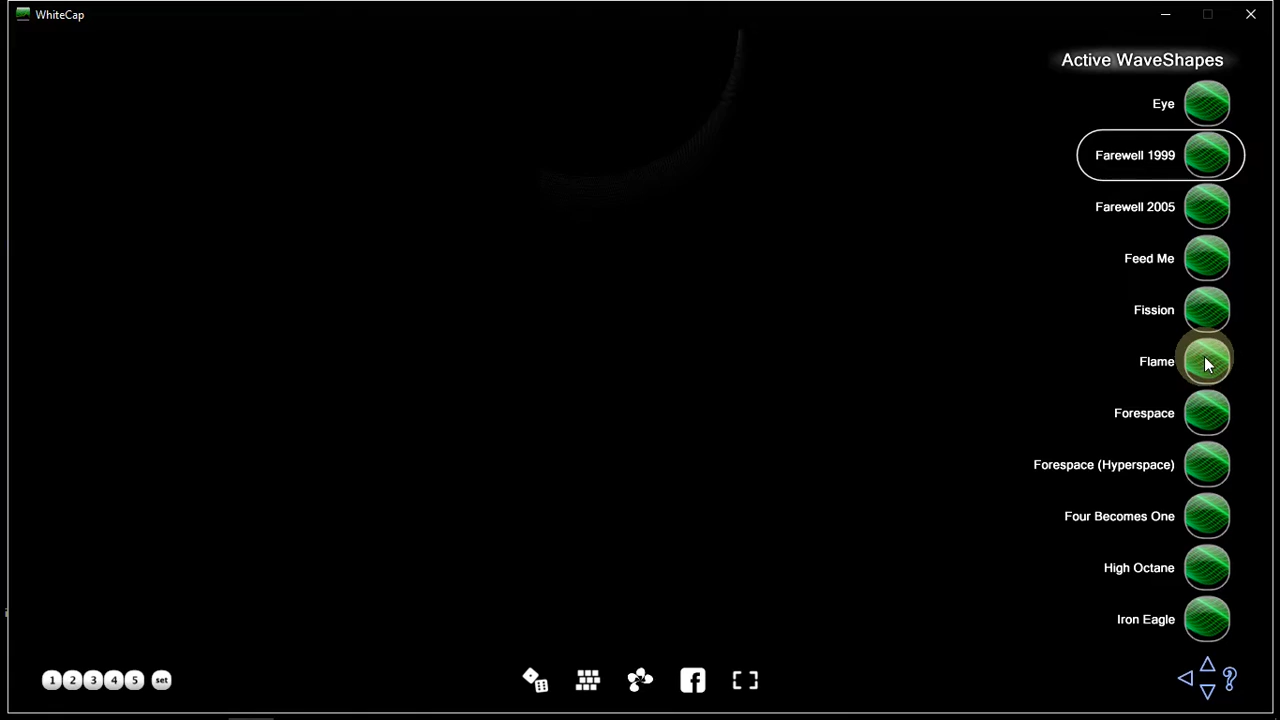 WhiteCap
Active WaveShapes
Eye
Farewell 1999
Farewell 2005
Feed Me
Fission
Flame
Forespace
Forespace (Hyperspace)
Four Becomes One
High Octane
Iron Eagle
1 2 3 4 5 set
f
?